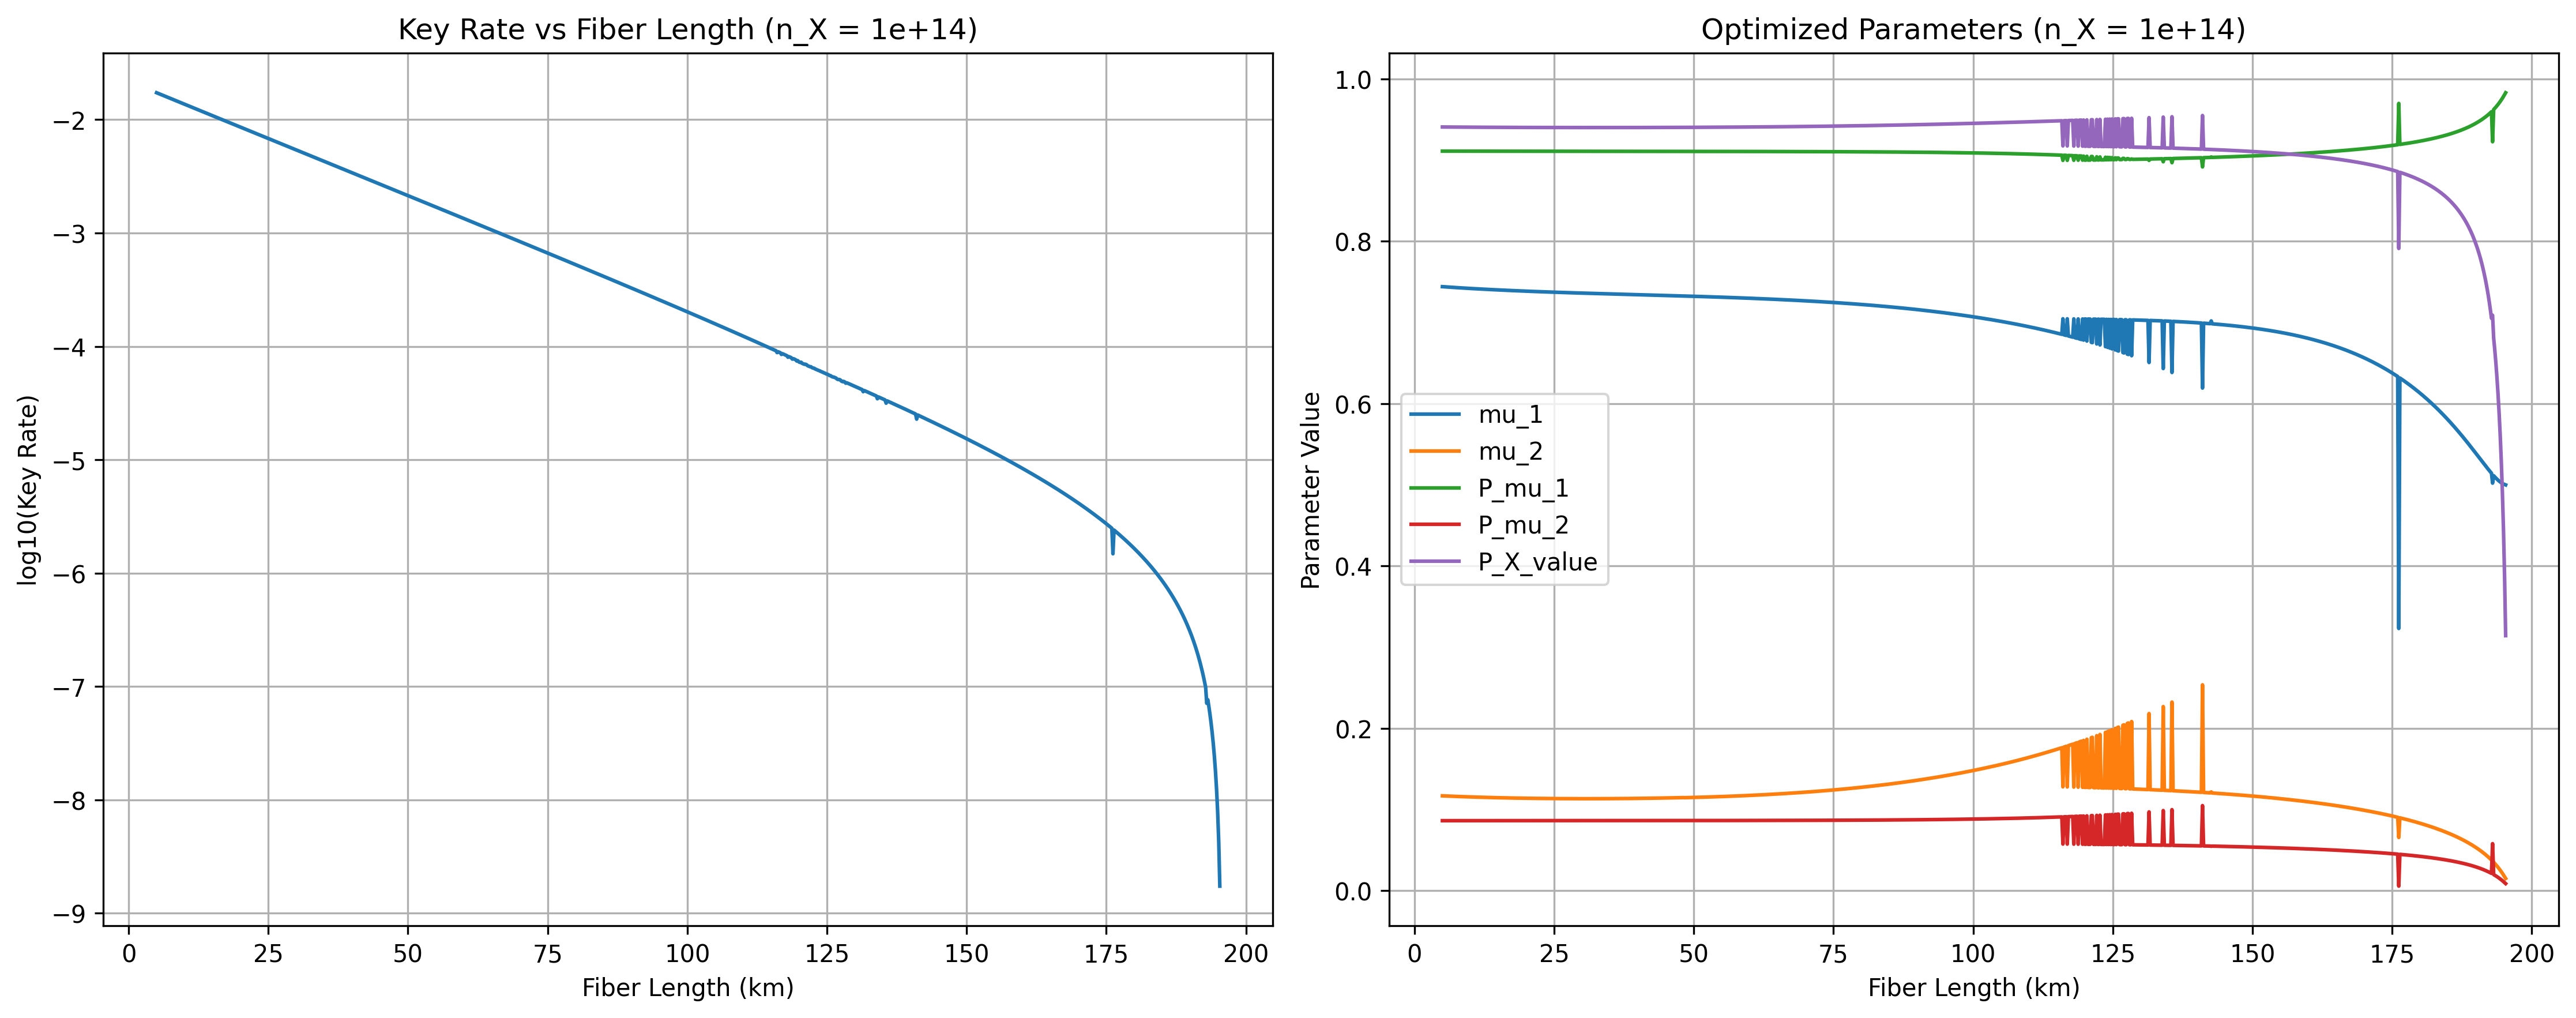 Key Rate vs Fiber Length (n_X = 1e+14)
log10(Key Rate)
−2
−3
−4
−5
−6
−7
−8
−9
0 25 50 75 100 125 150 175 200
Fiber Length (km)
Optimized Parameters (n_X = 1e+14)
Parameter Value
1.0
0.8
0.6
0.4
0.2
0.0
mu_1
mu_2
P_mu_1
P_mu_2
P_X_value
0 25 50 75 100 125 150 175 200
Fiber Length (km)